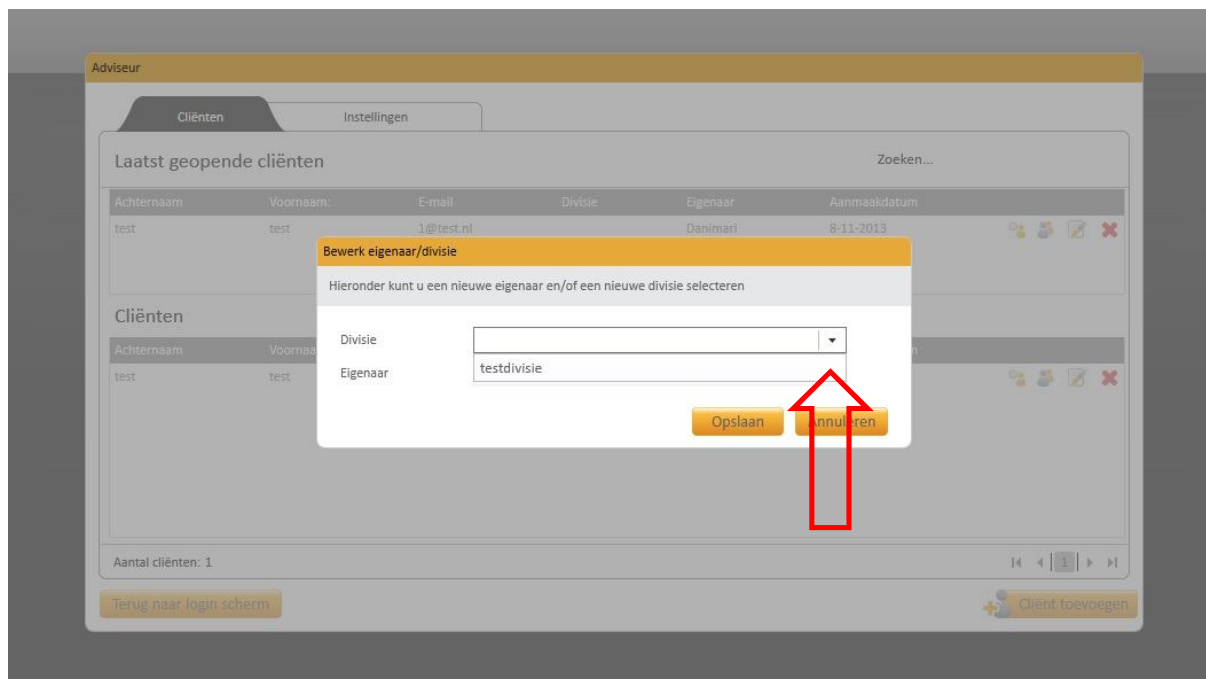 Adviseur
Cliënten Instellingen
Laatst geopende cliënten Zoeken...
Achternaam Voornaam: E-mail Divisie Eigenaar Aanmaakdatum
test test 1@test.nl Danimari 8-11-2013
Bewerk eigenaar/divisie
Hieronder kunt u een nieuwe eigenaar en/of een nieuwe divisie selecteren
Cliënten
Divisie
Achternaam
testdivisie
test test Eigenaar
Opslaan Annuleren
Aantal cliënten: 1 1
Terug naar login scherm Cliënt toevoegen